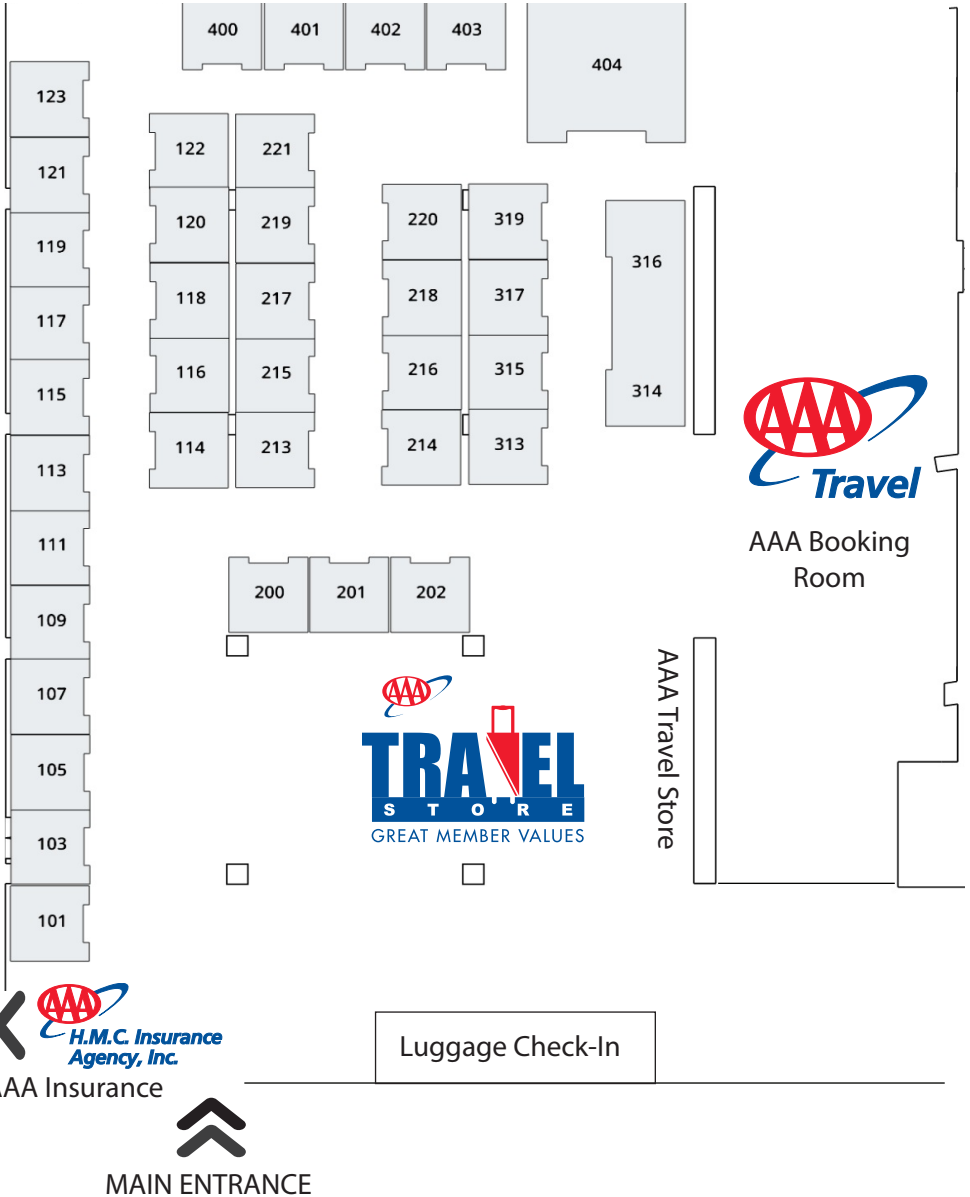 400 401 402 403
404
123
122 221
121
220 319
120 219
119
316
118 217
218 317
117
116 215
216 315
314
115
AAA
114 213
214 313
113
Travel
111
AAA Booking
Room
200 201 202
109
107
AAA
AAA Travel Store
TRAVEL
105
STORE
GREAT MEMBER VALUES
103
101
AAA
H.M.C. Insurance
Agency, Inc.
Luggage Check-In
AAA Insurance
MAIN ENTRANCE